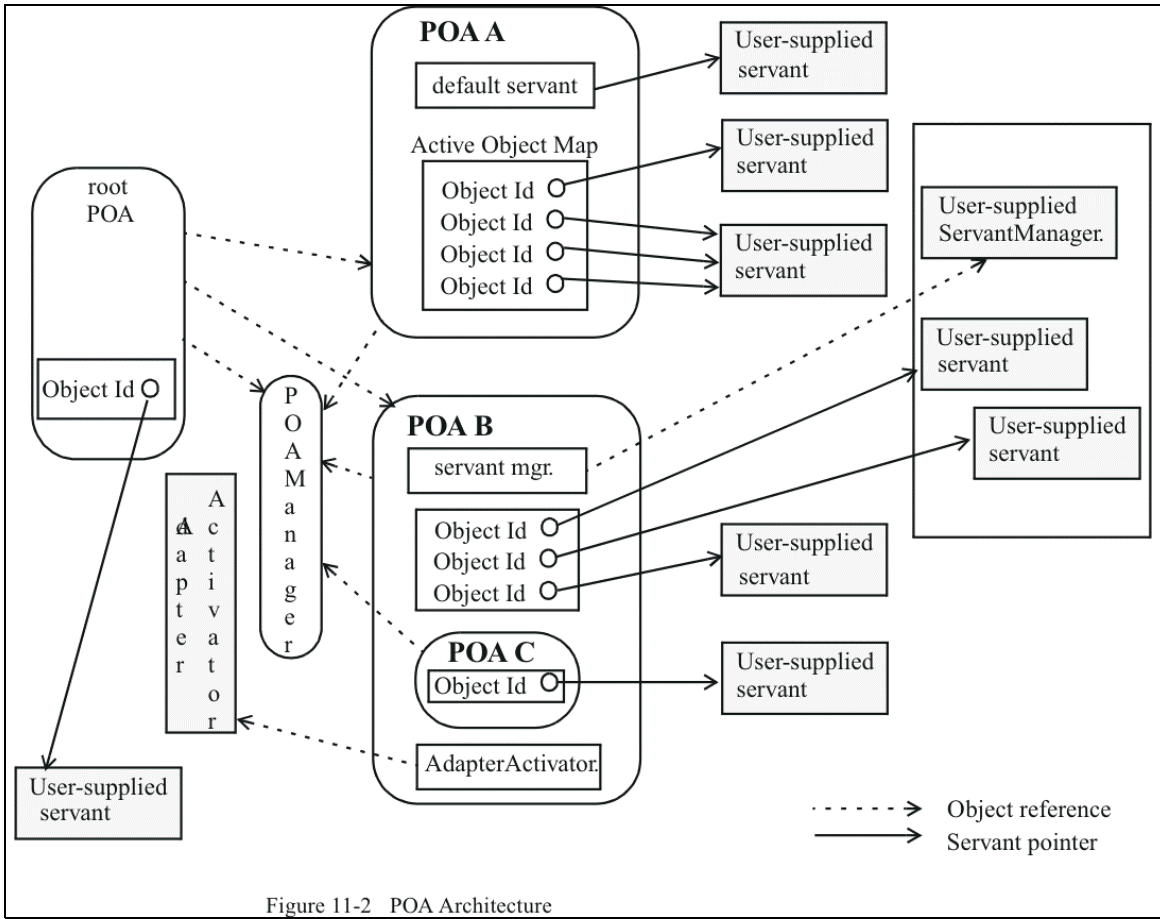 POA A
default servant
Active Object Map
Object Id
Object Id
Object Id
Object Id
User-supplied
servant
User-supplied
servant
User-supplied
servant
root
POA
Object Id
User-supplied
servant
POAManager
Adapter
Activator
POA B
servant mgr.
Object Id
Object Id
Object Id
POA C
Object Id
AdapterActivator.
User-supplied
ServantManager.
User-supplied
servant
User-supplied
servant
User-supplied
servant
User-supplied
servant
Object reference
Servant pointer
Figure 11-2 POA Architecture